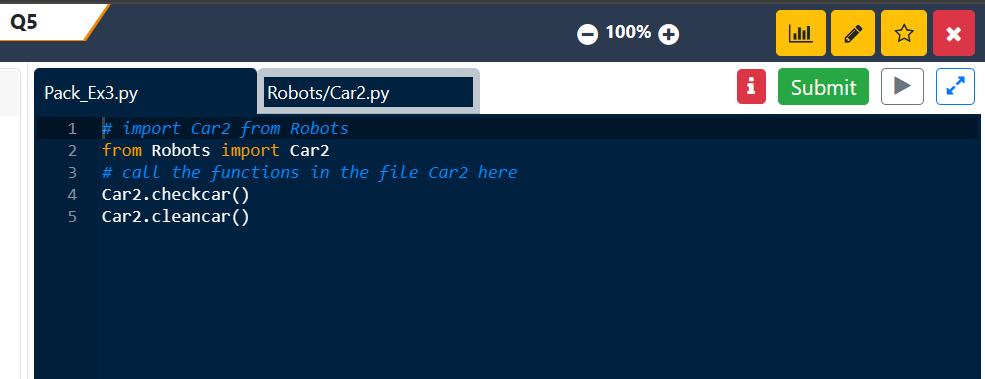 Q5
100%
Pack_Ex3.py
Robots/Car2.py
Submit
1 # import Car2 from Robots
2 from Robots import Car2
3 # call the functions in the file Car2 here
4 Car2.checkcar()
5 Car2.cleancar()